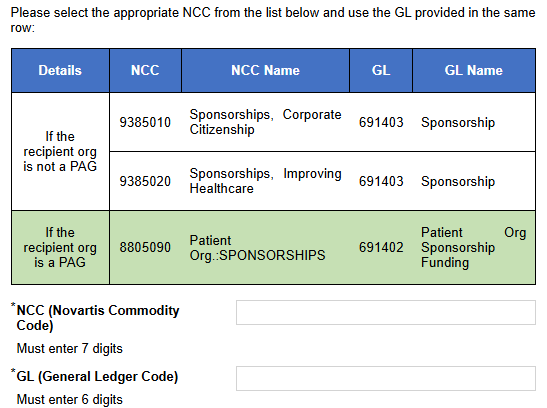 Please select the appropriate NCC from the list below and use the GL provided in the same
row:
Details NCC NCC Name GL GL Name
If the
recipient org
is not a PAG
9385010 Sponsorships, Corporate
Citizenship 691403 Sponsorship
9385020 Sponsorships, Improving
Healthcare 691403 Sponsorship
If the
recipient org
is a PAG
8805090 Patient
Org.:SPONSORSHIPS 691402 Patient Org
Sponsorship
Funding
*NCC (Novartis Commodity
Code)
Must enter 7 digits
*GL (General Ledger Code)
Must enter 6 digits